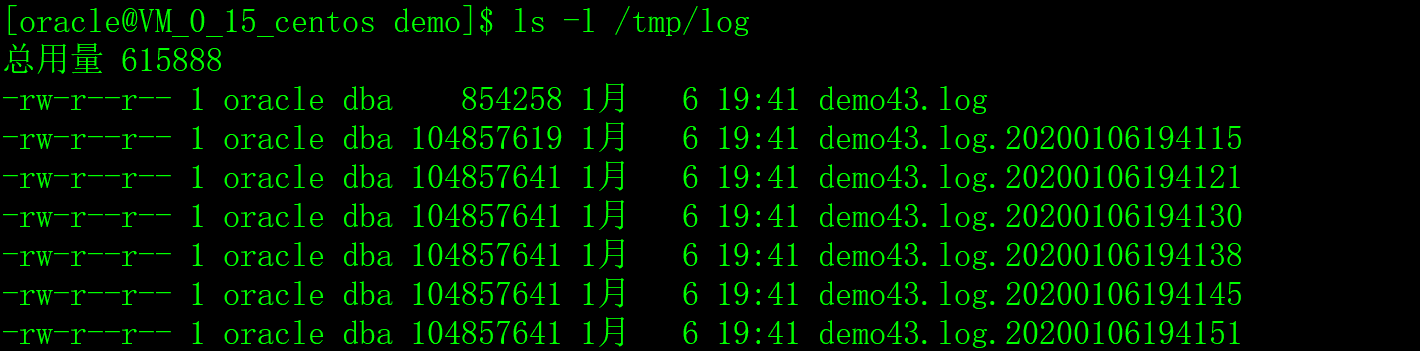 [oracle@VM_0_15_centos demo]$ ls -l /tmp/log
总用量 615888
-rw-r--r-- 1 oracle dba    854258 1月   6 19:41 demo43.log
-rw-r--r-- 1 oracle dba 104857619 1月   6 19:41 demo43.log.20200106194115
-rw-r--r-- 1 oracle dba 104857641 1月   6 19:41 demo43.log.20200106194121
-rw-r--r-- 1 oracle dba 104857641 1月   6 19:41 demo43.log.20200106194130
-rw-r--r-- 1 oracle dba 104857641 1月   6 19:41 demo43.log.20200106194138
-rw-r--r-- 1 oracle dba 104857641 1月   6 19:41 demo43.log.20200106194145
-rw-r--r-- 1 oracle dba 104857641 1月   6 19:41 demo43.log.20200106194151